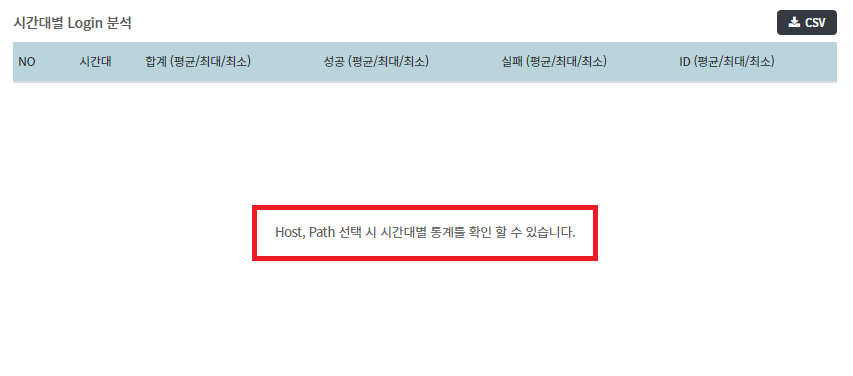 시간대별 Login 분석
CSV
NO 시간대 합계 (평균/최대/최소) 성공 (평균/최대/최소) 실패 (평균/최대/최소) ID (평균/최대/최소)
Host, Path 선택 시 시간대별 통계를 확인 할 수 있습니다.